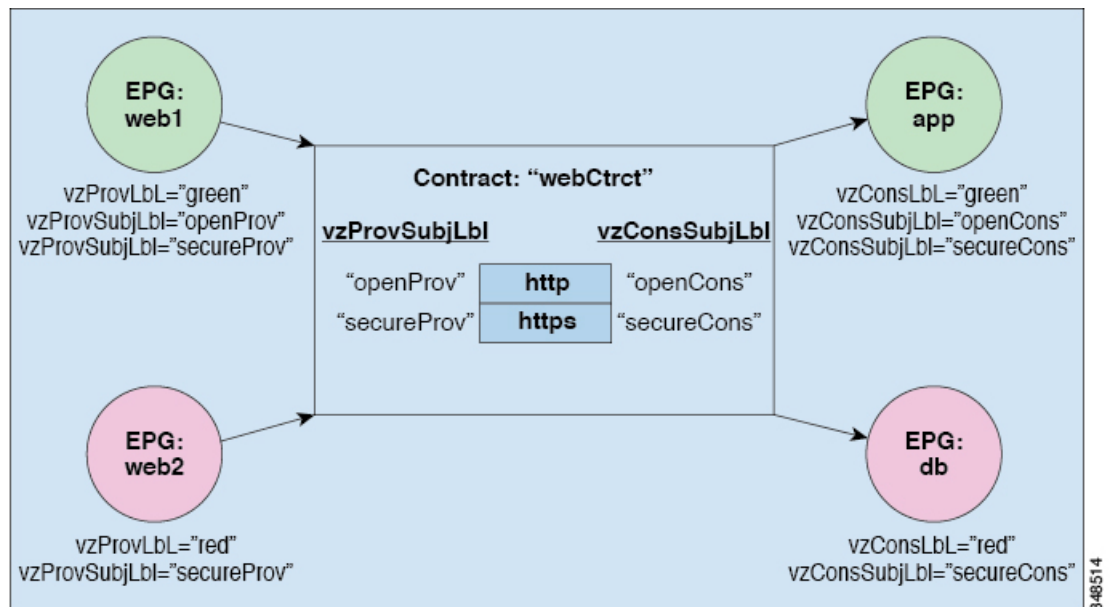 EPG:
web1
vzProvLbL="green"
vzProvSubjLbl="openProv"
vzProvSubjLbl="secureProv"
EPG:
app
vzConsLbL="green"
vzConsSubjLbl="openCons"
vzConsSubjLbl="secureCons"
Contract: “webCtrct”
vzProvSubjLbl vzConsSubjLbl
“openProv” http “openCons”
“secureProv” https “secureCons”
EPG:
web2
vzProvLbL="red"
vzProvSubjLbl="secureProv"
EPG:
db
vzConsLbL="red"
vzConsSubjLbl="secureCons"
348514